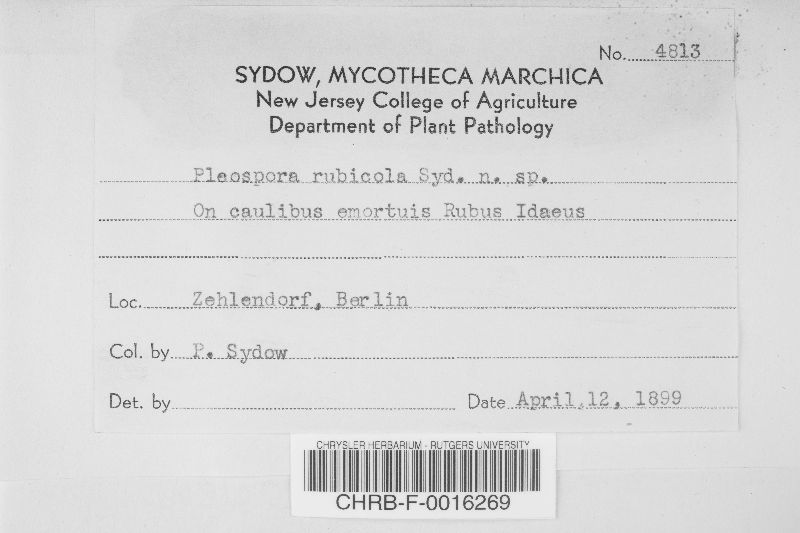 No. 4813
SYDOW, MYCOTHECA MARCHICA
New Jersey College of Agriculture
Department of Plant Pathology
Pleospora rubicola Syd. n. sp.
On caulibus emortuis Rubus Idaeus
Loc. Zehlendorf, Berlin
Col. by P. Sydow
Det. by
Date April 12, 1899
CHRYSLER HERBARIUM - RUTGERS UNIVERSITY
CHRB-F-0016269